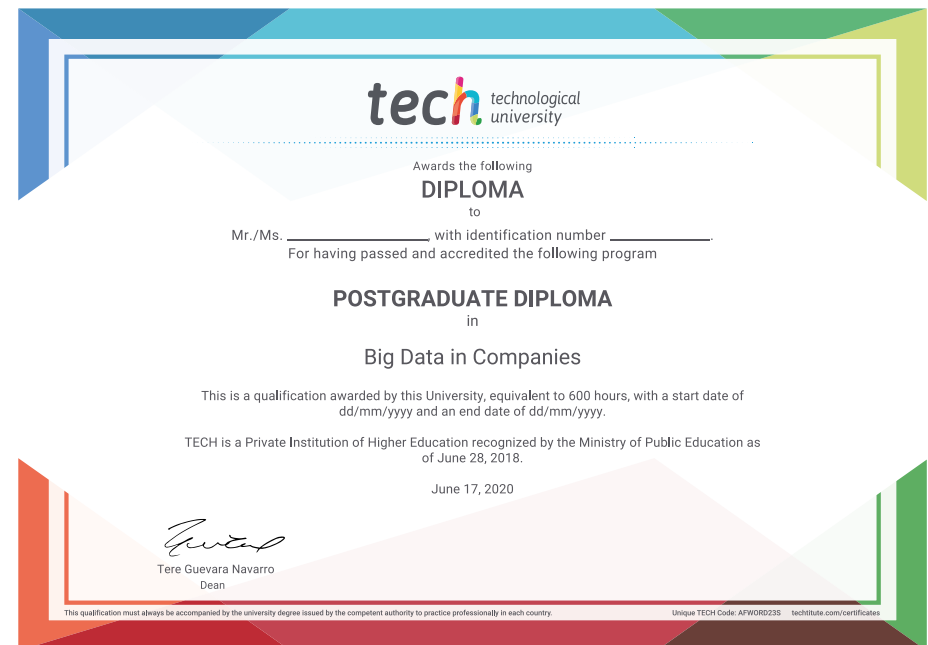 tech technological
university
Awards the following
DIPLOMA
to
Mr./Ms. ____________, with identification number ____________.
For having passed and accredited the following program
POSTGRADUATE DIPLOMA
in
Big Data in Companies
This is a qualification awarded by this University, equivalent to 600 hours, with a start date of
dd/mm/yyyy and an end date of dd/mm/yyyy.
TECH is a Private Institution of Higher Education recognized by the Ministry of Public Education as
of June 28, 2018.
June 17, 2020
Tere Guevara Navarro
Dean
This qualification must always be accompanied by the university degree issued by the competent authority to practice professionally in each country. Unique TECH Code: AFWORD23S techtitute.com/certificates